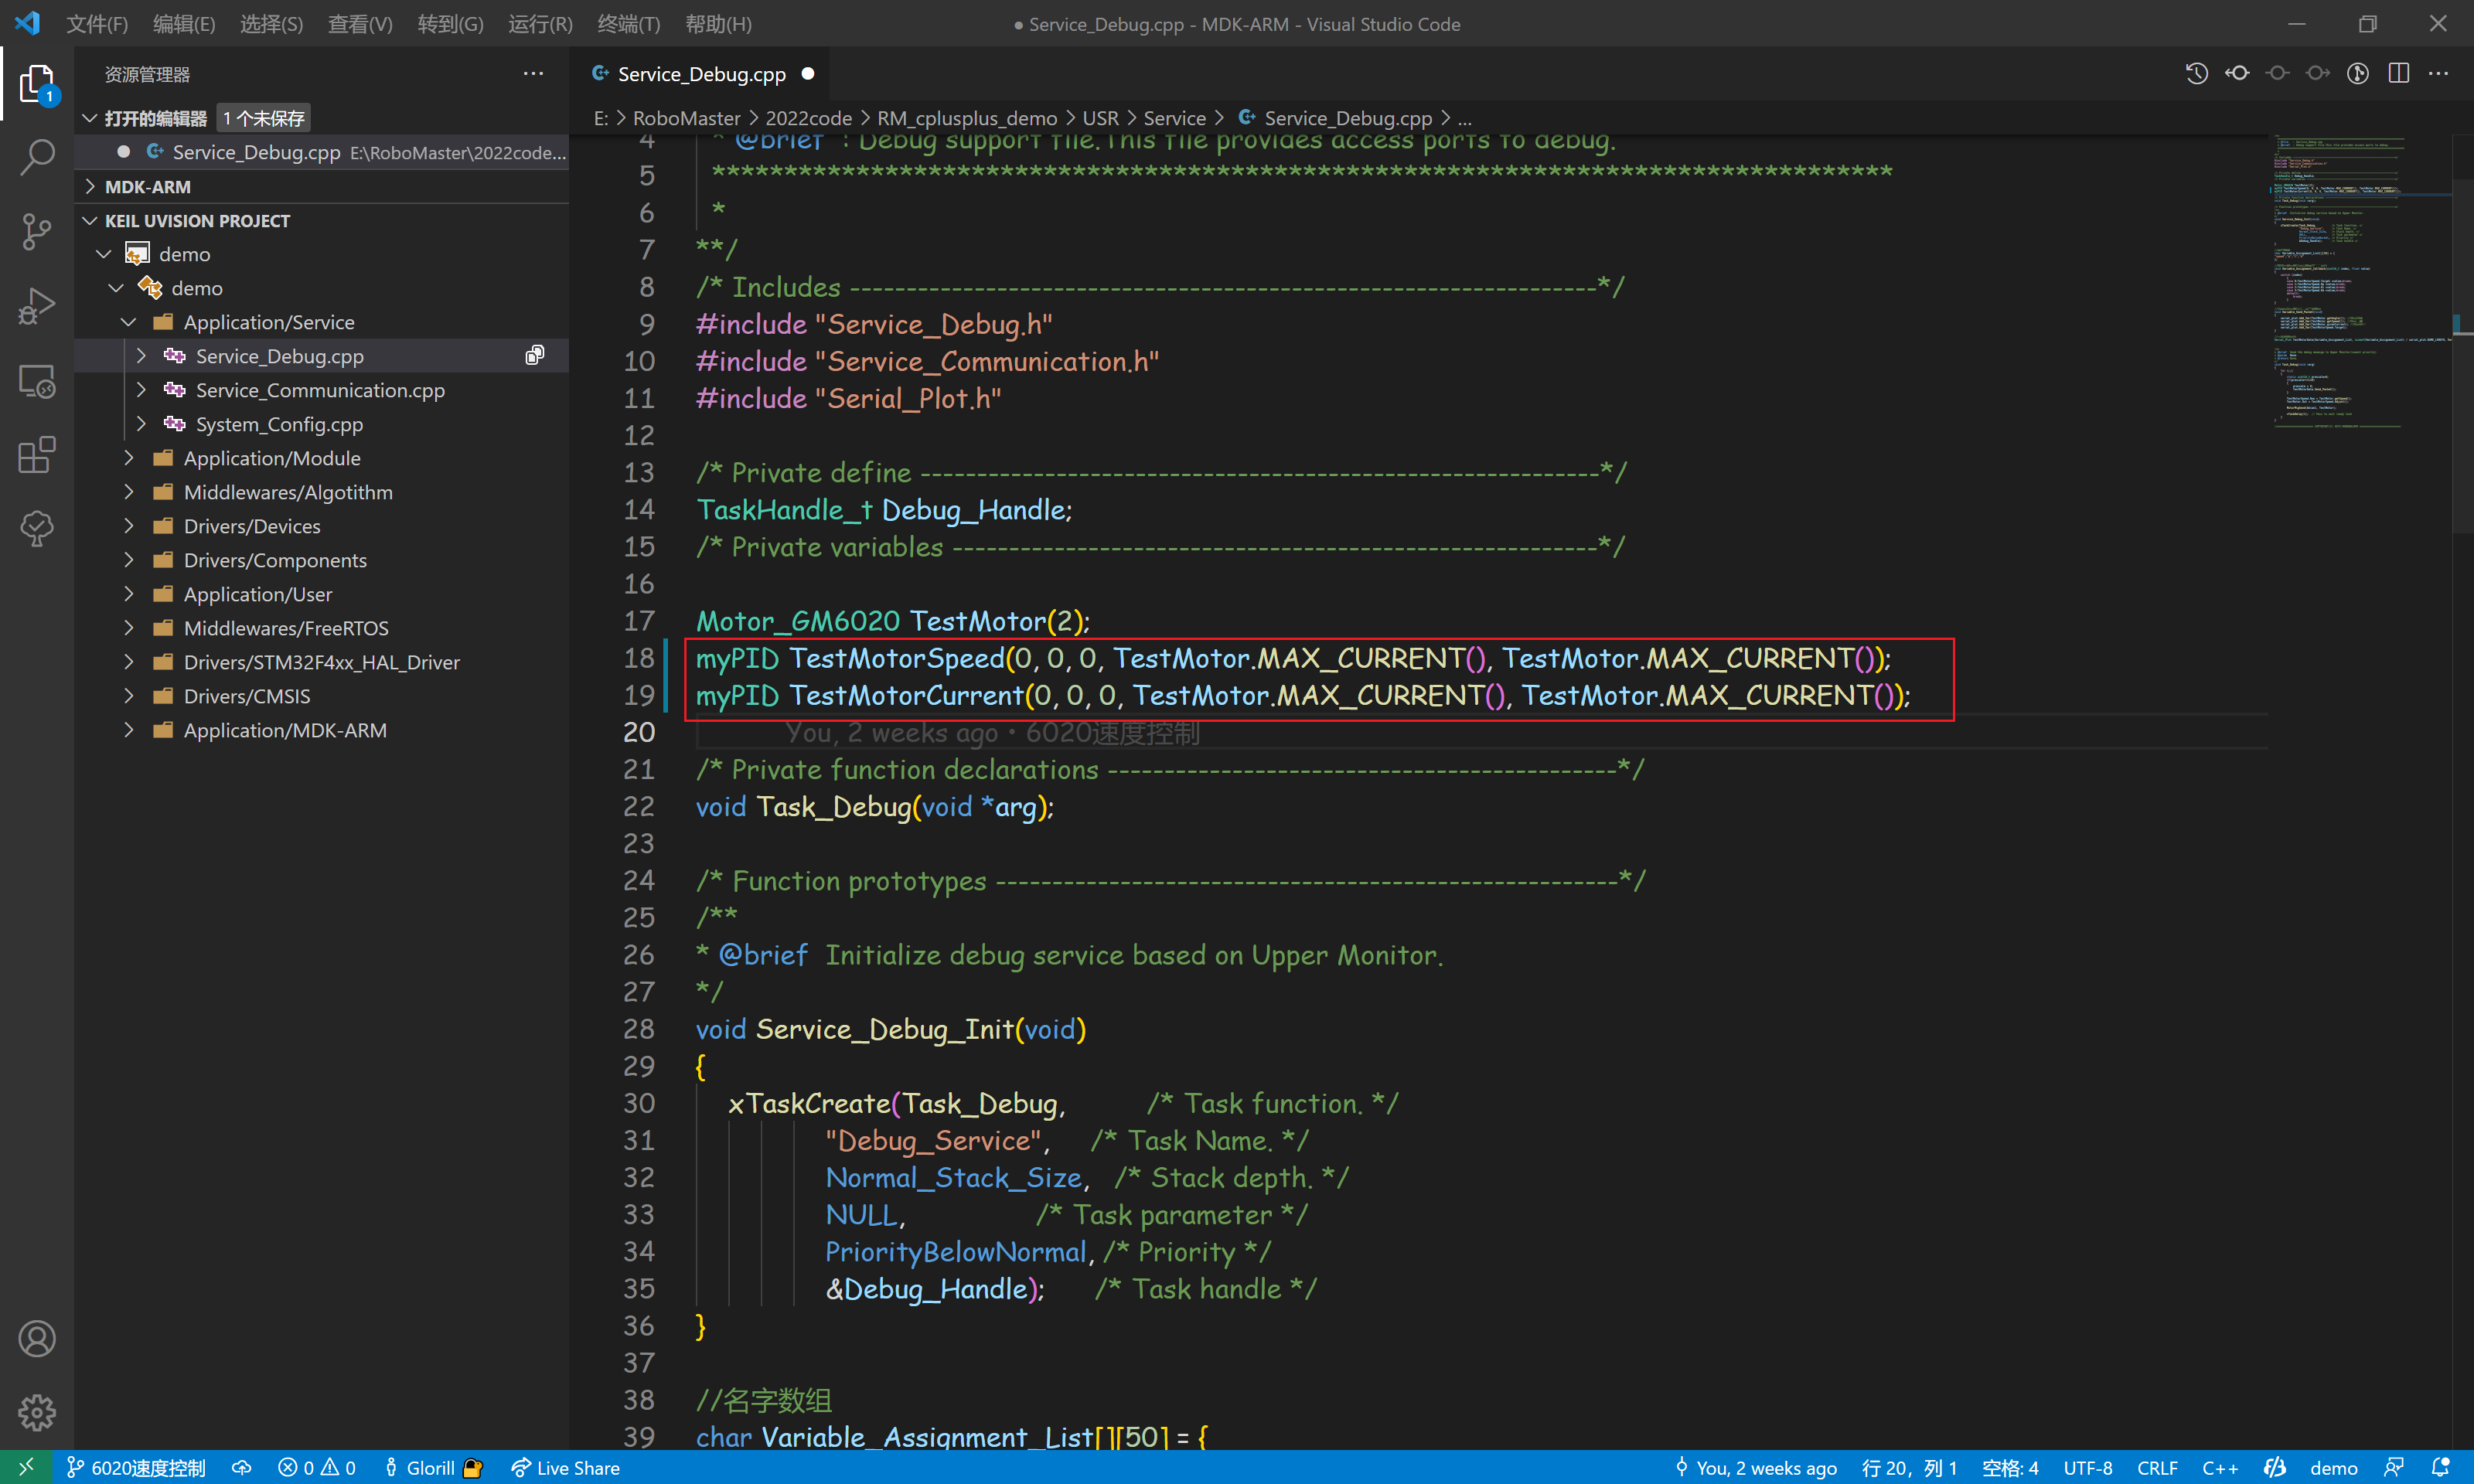 文件(F) 编辑(E) 选择(S) 查看(V) 转到(G) 运行(R) 终端(T) 帮助(H)
● Service_Debug.cpp - MDK-ARM - Visual Studio Code
资源管理器
1
打开的编辑器 1 个未保存
Service_Debug.cpp E:\RoboMaster\2022code...
MDK-ARM
KEIL UVISION PROJECT
demo
demo
Application/Service
Service_Debug.cpp
Service_Communication.cpp
System_Config.cpp
Application/Module
Middlewares/Algotithm
Drivers/Devices
Drivers/Components
Application/User
Middlewares/FreeRTOS
Drivers/STM32F4xx_HAL_Driver
Drivers/CMSIS
Application/MDK-ARM
Service_Debug.cpp
E: > RoboMaster > 2022code > RM_cplusplus_demo > USR > Service > Service_Debug.cpp > ...
4 * @brief : Debug support file.This file provides access ports to debug.
5 **********************************************************************************
6 *
7 **/
8 /* Includes ------------------------------------------------------------------*/
9 #include "Service_Debug.h"
10 #include "Service_Communication.h"
11 #include "Serial_Plot.h"
12
13 /* Private define ------------------------------------------------------------*/
14 TaskHandle_t Debug_Handle;
15 /* Private variables ---------------------------------------------------------*/
16
17 Motor_GM6020 TestMotor(2);
18 myPID TestMotorSpeed(0, 0, 0, TestMotor.MAX_CURRENT(), TestMotor.MAX_CURRENT());
19 myPID TestMotorCurrent(0, 0, 0, TestMotor.MAX_CURRENT(), TestMotor.MAX_CURRENT());
20 You, 2 weeks ago • 6020速度控制
21 /* Private function declarations ---------------------------------------------*/
22 void Task_Debug(void *arg);
23
24 /* Function prototypes -------------------------------------------------------*/
25 /**
26 * @brief Initialize debug service based on Upper Monitor.
27 */
28 void Service_Debug_Init(void)
29 {
30 xTaskCreate(Task_Debug, /* Task function. */
31 "Debug_Service", /* Task Name. */
32 Normal_Stack_Size, /* Stack depth. */
33 NULL, /* Task parameter */
34 PriorityBelowNormal, /* Priority */
35 &Debug_Handle); /* Task handle */
36 }
37
38 //名字数组
39 char Variable_Assignment_List[][50] = {
6020速度控制 0 0 Glorill Live Share You, 2 weeks ago 行 20，列 1 空格: 4 UTF-8 CRLF C++ demo